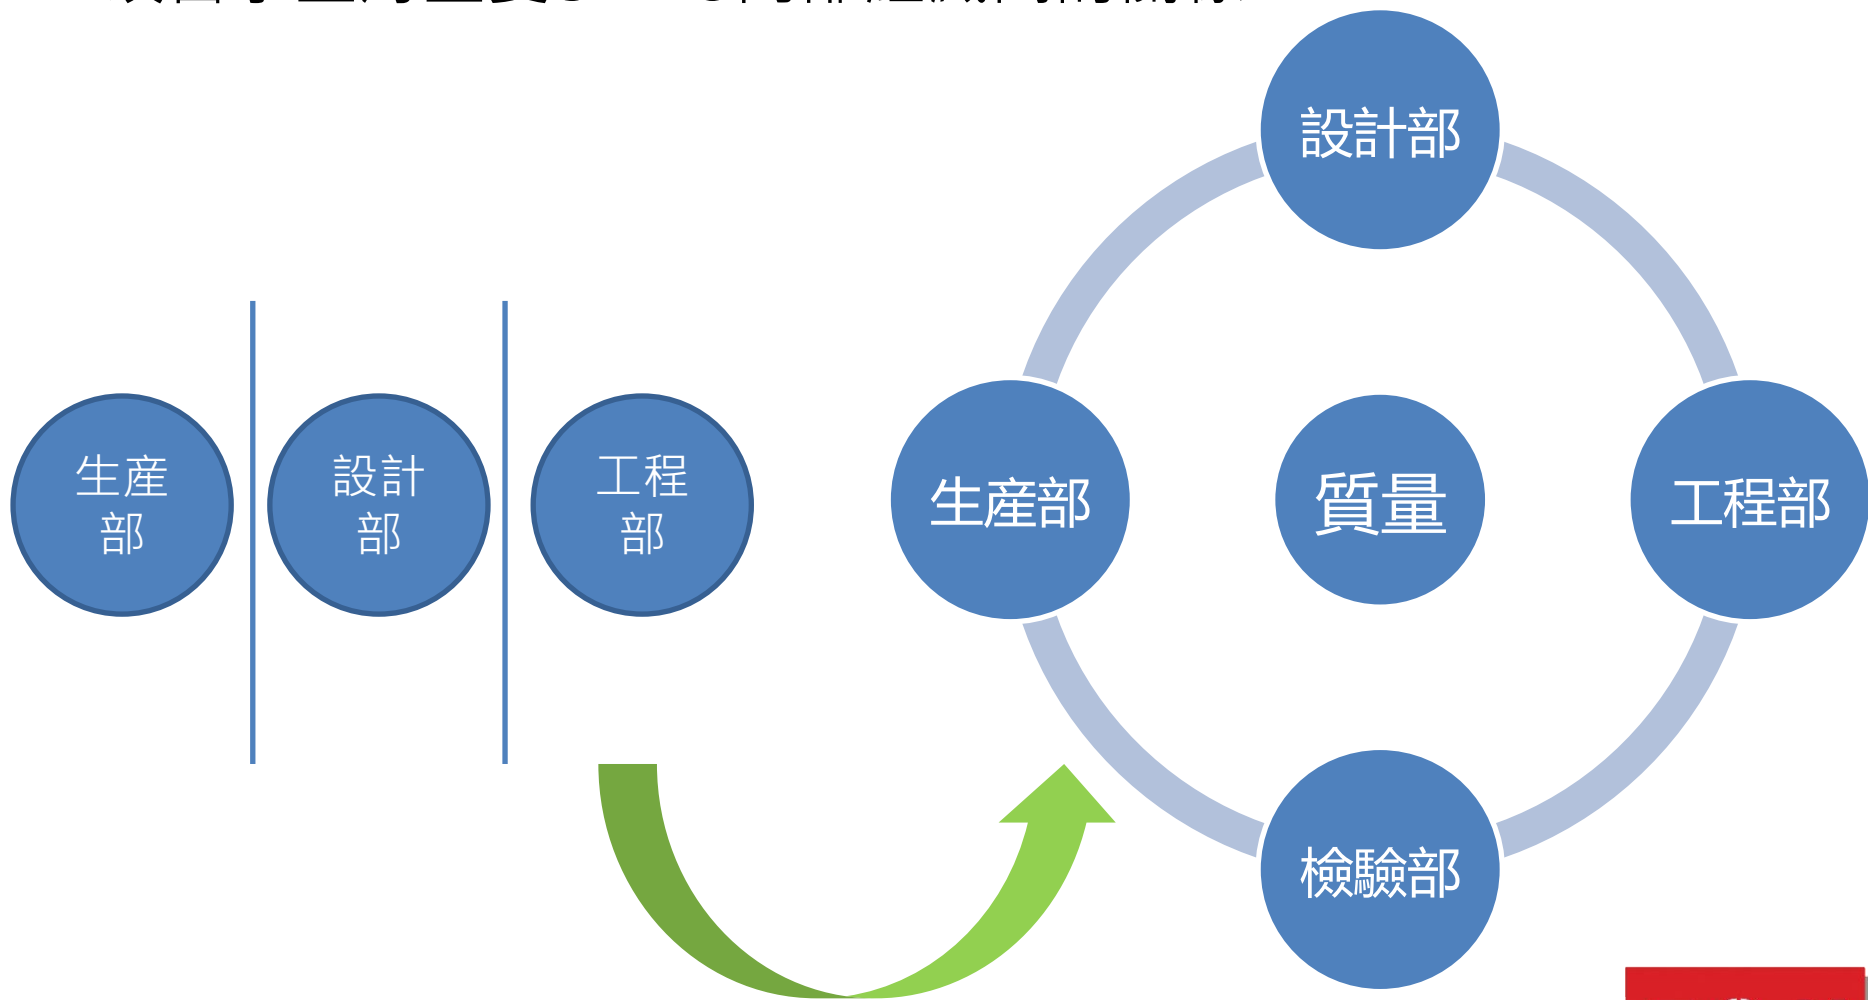 生産
部
設計
部
工程
部
設計部
生産部
質量
工程部
檢驗部